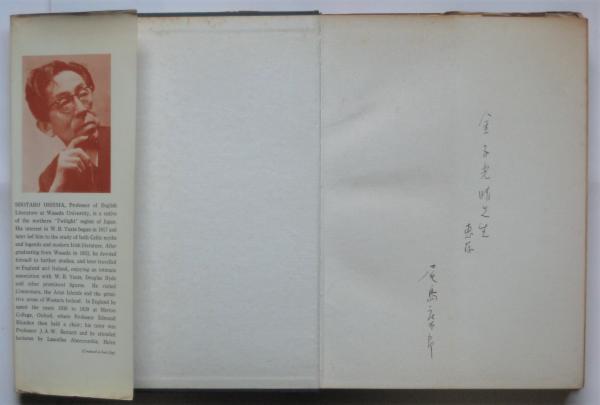 SHOTARO OSHIMA, Professor of English
Literature at Waseda University, is a native
of the northern "Twilight" region of Japan.
His interest in W. B. Yeats began in 1917 and
later led him to the study of both Celtic myths
and legends and modern Irish literature. After
graduating from Waseda in 1922, he devoted
himself to further studies, and later travelled
in England and Ireland, enjoying an intimate
association with W. B. Yeats, Douglas Hyde
and other prominent figures. He visited
Connemara, the Aran Islands and the primi-
tive areas of Western Ireland. In England he
spent the years 1938 to 1939 at Merton
College, Oxford, where Professor Edmund
Blunden then held a chair; his tutor was
Professor J. A. W. Bennett and he attended
lectures by Lascelles Abercrombie, Helen
(Continued on back flap)
金子光晴先生
恵存
尾島庄太郎